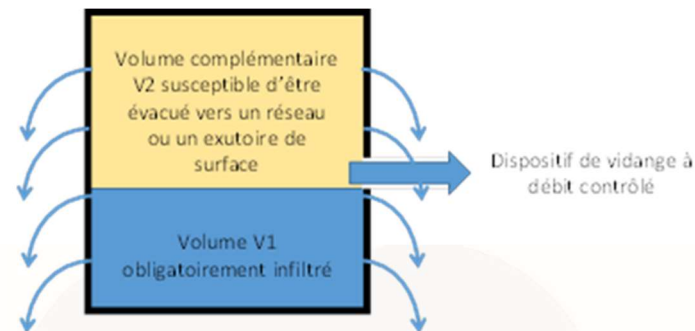 Volume complémentaire
V2 susceptible d'être
évacué vers un réseau
ou un exutoire de
surface
Dispositif de vidange à
débit contrôlé
Volume V1
obligatoirement infiltré